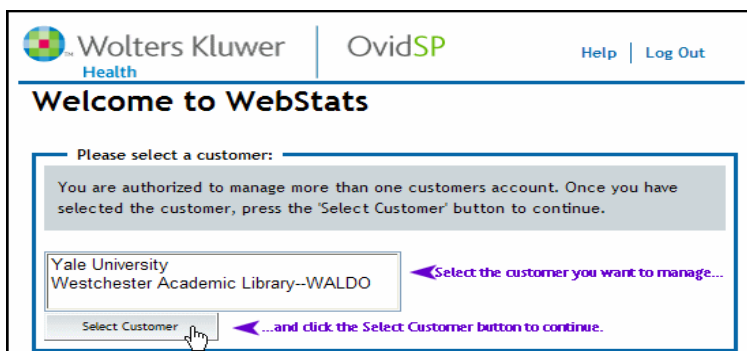 Wolters Kluwer
Health
OvidSP
Help | Log Out
Welcome to WebStats
Please select a customer:
You are authorized to manage more than one customers account. Once you have
selected the customer, press the 'Select Customer' button to continue.
Yale University
Westchester Academic Library--WALDO
Select the customer you want to manage...
Select Customer
...and click the Select Customer button to continue.